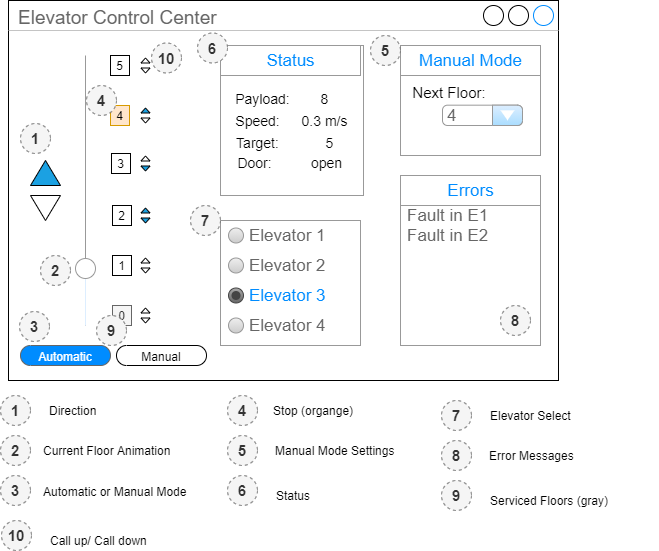 Elevator Control Center
6
5
10
5
Status
Manual Mode
4
4
Payload: 8
Speed: 0.3 m/s
Target: 5
Door: open
Next Floor:
4
1
3
Errors
Fault in E1
Fault in E2
2
7
Elevator 1
Elevator 2
Elevator 3
Elevator 4
2
1
8
3
9
0
Automatic
Manual
1 Direction
4 Stop (organge)
7 Elevator Select
2 Current Floor Animation
5 Manual Mode Settings
8 Error Messages
3 Automatic or Manual Mode
6 Status
9 Serviced Floors (gray)
10 Call up/ Call down